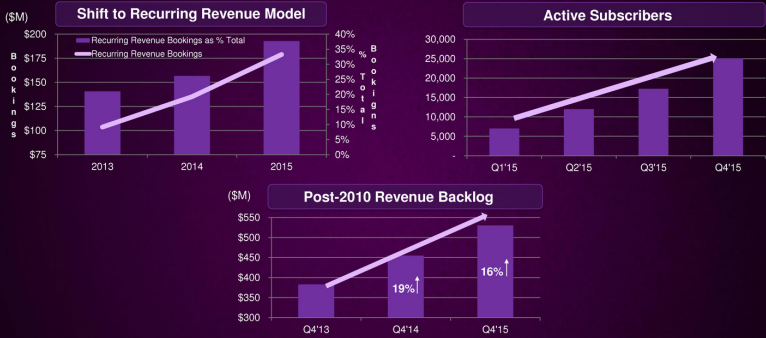 Shift to Recurring Revenue Model
($M)
Recurring Revenue Bookings as % Total
Recurring Revenue Bookings
Bookings
$200
$175
$150
$125
$100
$75
40%
35%
30%
25%
20%
15%
10%
5%
0%
% Total Bookigns
2013 2014 2015
Active Subscribers
30,000
25,000
20,000
15,000
10,000
5,000
-
Q1'15 Q2'15 Q3'15 Q4'15
($M)
Post-2010 Revenue Backlog
$550
$500
$450
$400
$350
$300
19%
16%
Q4'13 Q4'14 Q4'15